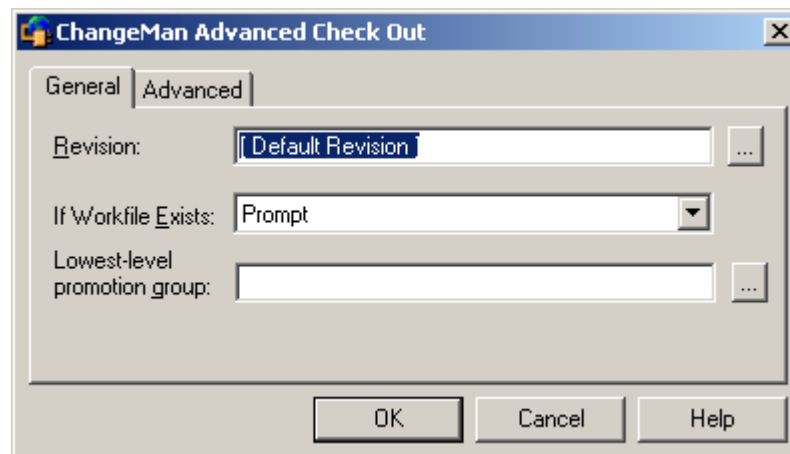 ChangeMan Advanced Check Out
General Advanced
Revision: [ Default Revision ] ...
If Workfile Exists: Prompt
Lowest-level
promotion group: ...
OK Cancel Help